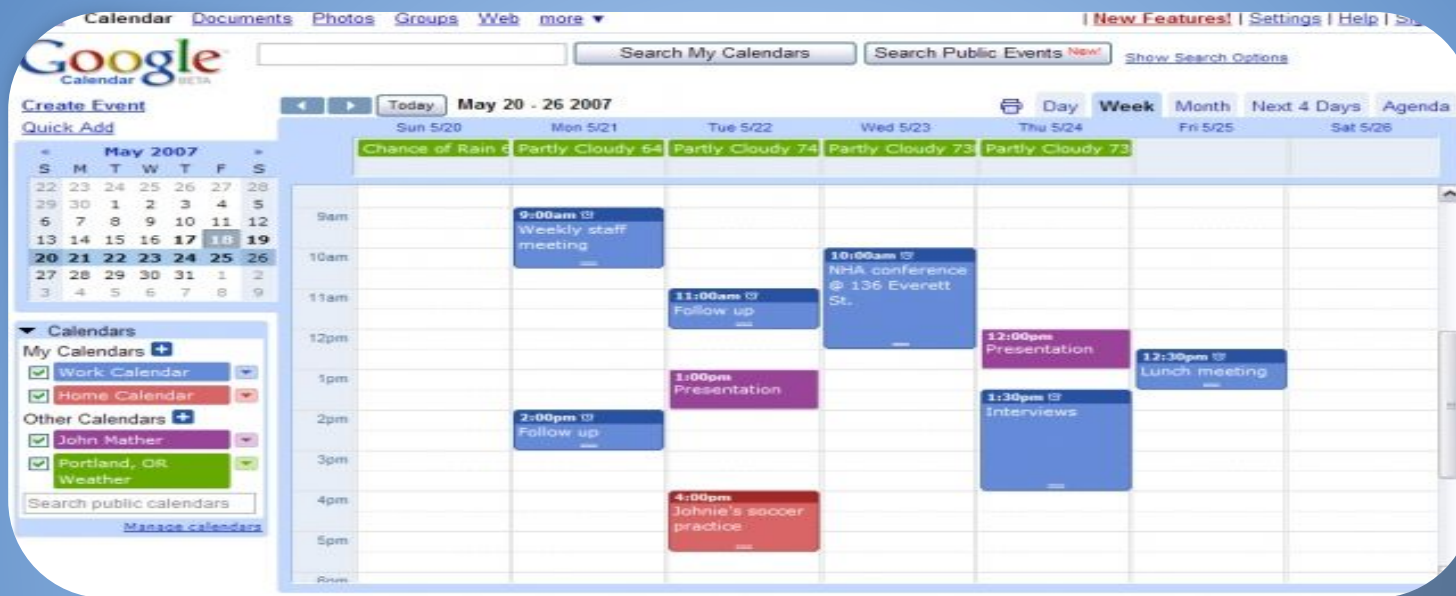 Calendar Documents Photos Groups Web more ▼ | New Features! | Settings | Help |
Google
Calendar BETA
Search My Calendars Search Public Events New! Show Search Options
Create Event
Quick Add
« May 2007 »
S M T W T F S
22 23 24 25 26 27 28
29 30 1 2 3 4 5
6 7 8 9 10 11 12
13 14 15 16 17 18 19
20 21 22 23 24 25 26
27 28 29 30 31 1 2
3 4 5 6 7 8 9
Calendars
My Calendars
Work Calendar
Home Calendar
Other Calendars
John Mather
Portland, OR
Weather
Search public calendars
Manage calendars
Today May 20 - 26 2007 Day Week Month Next 4 Days Agenda
Sun 5/20 Mon 5/21 Tue 5/22 Wed 5/23 Thu 5/24 Fri 5/25 Sat 5/26
Chance of Rain 6 Partly Cloudy 64 Partly Cloudy 74 Partly Cloudy 73 Partly Cloudy 73
9am
10am
11am
12pm
1pm
2pm
3pm
4pm
5pm
6pm
9:00am
Weekly staff
meeting
2:00pm
Follow up
11:00am
Follow up
1:00pm
Presentation
4:00pm
Johnie's soccer
practice
10:00am
NHA conference
@ 136 Everett
St.
12:00pm
Presentation
1:30pm
Interviews
12:30pm
Lunch meeting